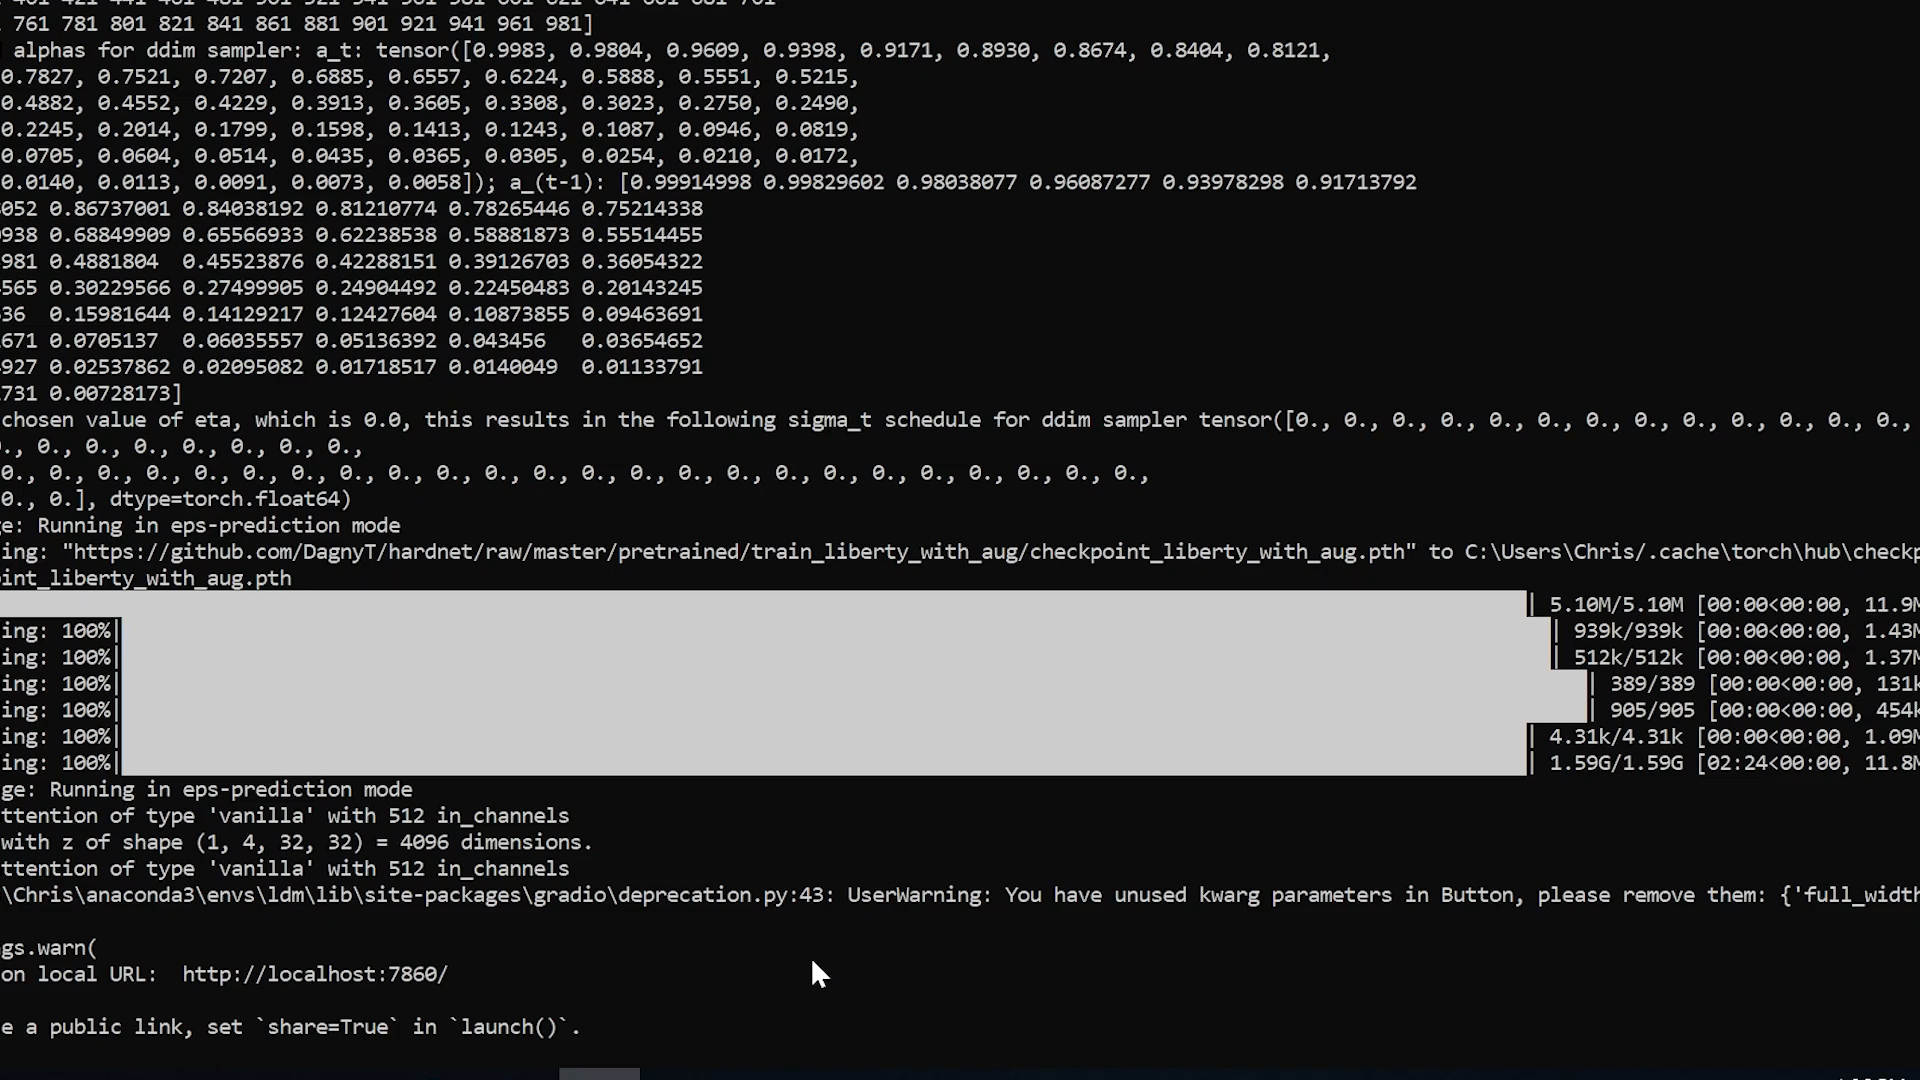 761 781 801 821 841 861 881 901 921 941 961 981]
alphas for ddim sampler: a_t: tensor([0.9983, 0.9804, 0.9609, 0.9398, 0.9171, 0.8930, 0.8674, 0.8404, 0.8121,
0.7827, 0.7521, 0.7207, 0.6885, 0.6557, 0.6224, 0.5888, 0.5551, 0.5215,
0.4882, 0.4552, 0.4229, 0.3913, 0.3605, 0.3308, 0.3023, 0.2750, 0.2490,
0.2245, 0.2014, 0.1799, 0.1598, 0.1413, 0.1243, 0.1087, 0.0946, 0.0819,
0.0705, 0.0604, 0.0514, 0.0435, 0.0365, 0.0305, 0.0254, 0.0210, 0.0172,
0.0140, 0.0113, 0.0091, 0.0073, 0.0058]); a_(t-1): [0.99914998 0.99829602 0.98038077 0.96087277 0.93978298 0.91713792
052 0.86737001 0.84038192 0.81210774 0.78265446 0.75214338
938 0.68849909 0.65566933 0.62238538 0.58881873 0.55514455
981 0.4881804 0.45523876 0.42288151 0.39126703 0.36054322
565 0.30229566 0.27499905 0.24904492 0.22450483 0.20143245
36 0.15981644 0.14129217 0.12427604 0.10873855 0.09463691
671 0.0705137 0.06035557 0.05136392 0.043456 0.03654652
927 0.02537862 0.02095082 0.01718517 0.0140049 0.01133791
731 0.00728173]
chosen value of eta, which is 0.0, this results in the following sigma_t schedule for ddim sampler tensor([0., 0., 0., 0., 0., 0., 0., 0., 0., 0., 0., 0., 0.,
., 0., 0., 0., 0., 0., 0., 0.,
0., 0., 0., 0., 0., 0., 0., 0., 0., 0., 0., 0., 0., 0., 0., 0., 0., 0., 0., 0., 0., 0., 0., 0.,
0., 0.], dtype=torch.float64)
ge: Running in eps-prediction mode
ing: "https://github.com/DagnyT/hardnet/raw/master/pretrained/train_liberty_with_aug/checkpoint_liberty_with_aug.pth" to C:\Users\Chris/.cache\torch\hub\checkp
int_liberty_with_aug.pth
| 5.10M/5.10M [00:00<00:00, 11.9M
ing: 100%| | 939k/939k [00:00<00:00, 1.43M
ing: 100%| | 512k/512k [00:00<00:00, 1.37M
ing: 100%| | 389/389 [00:00<00:00, 131k
ing: 100%| | 905/905 [00:00<00:00, 454k
ing: 100%| | 4.31k/4.31k [00:00<00:00, 1.09M
ing: 100%| | 1.59G/1.59G [02:24<00:00, 11.8M
ge: Running in eps-prediction mode
ttention of type 'vanilla' with 512 in_channels
with z of shape (1, 4, 32, 32) = 4096 dimensions.
ttention of type 'vanilla' with 512 in_channels
\Chris\anaconda3\envs\ldm\lib\site-packages\gradio\deprecation.py:43: UserWarning: You have unused kwarg parameters in Button, please remove them: {'full_width
gs.warn(
on local URL: http://localhost:7860/
e a public link, set `share=True` in `launch()`.